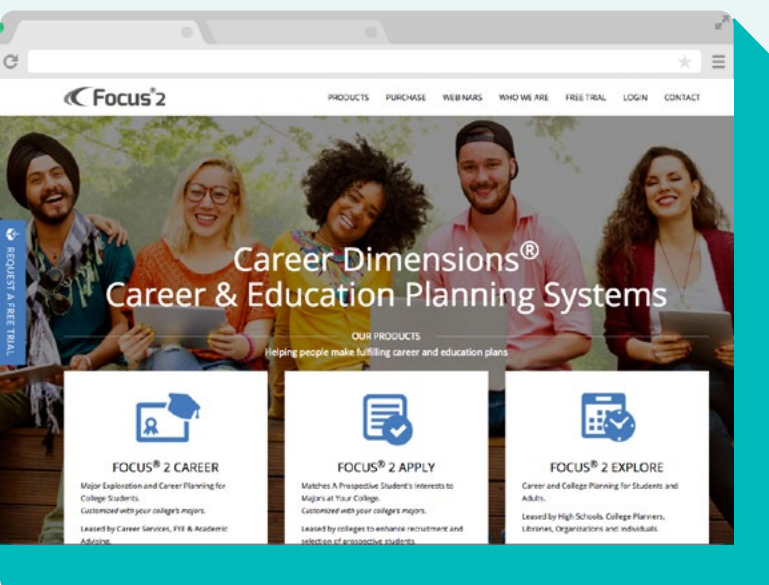 Focus®2
PRODUCTS PURCHASE WEBINARS WHO WE ARE FREE TRIAL LOGIN CONTACT
REQUEST A FREE TRIAL
Career Dimensions®
Career & Education Planning Systems
OUR PRODUCTS
Helping people make fulfilling career and education plans
FOCUS® 2 CAREER
Major Exploration and Career Planning for
College Students.
Customized with your college's majors.
Leased by Career Services, FYE & Academic
Advising.
FOCUS® 2 APPLY
Matches A Prospective Student's Interests to
Majors at Your College.
Customized with your college's majors.
Leased by colleges to enhance recruitment and
selection of prospective students.
FOCUS® 2 EXPLORE
Career and College Planning for Students and
Adults.
Leased by High Schools, College Planners,
Libraries, Organizations and Individuals.